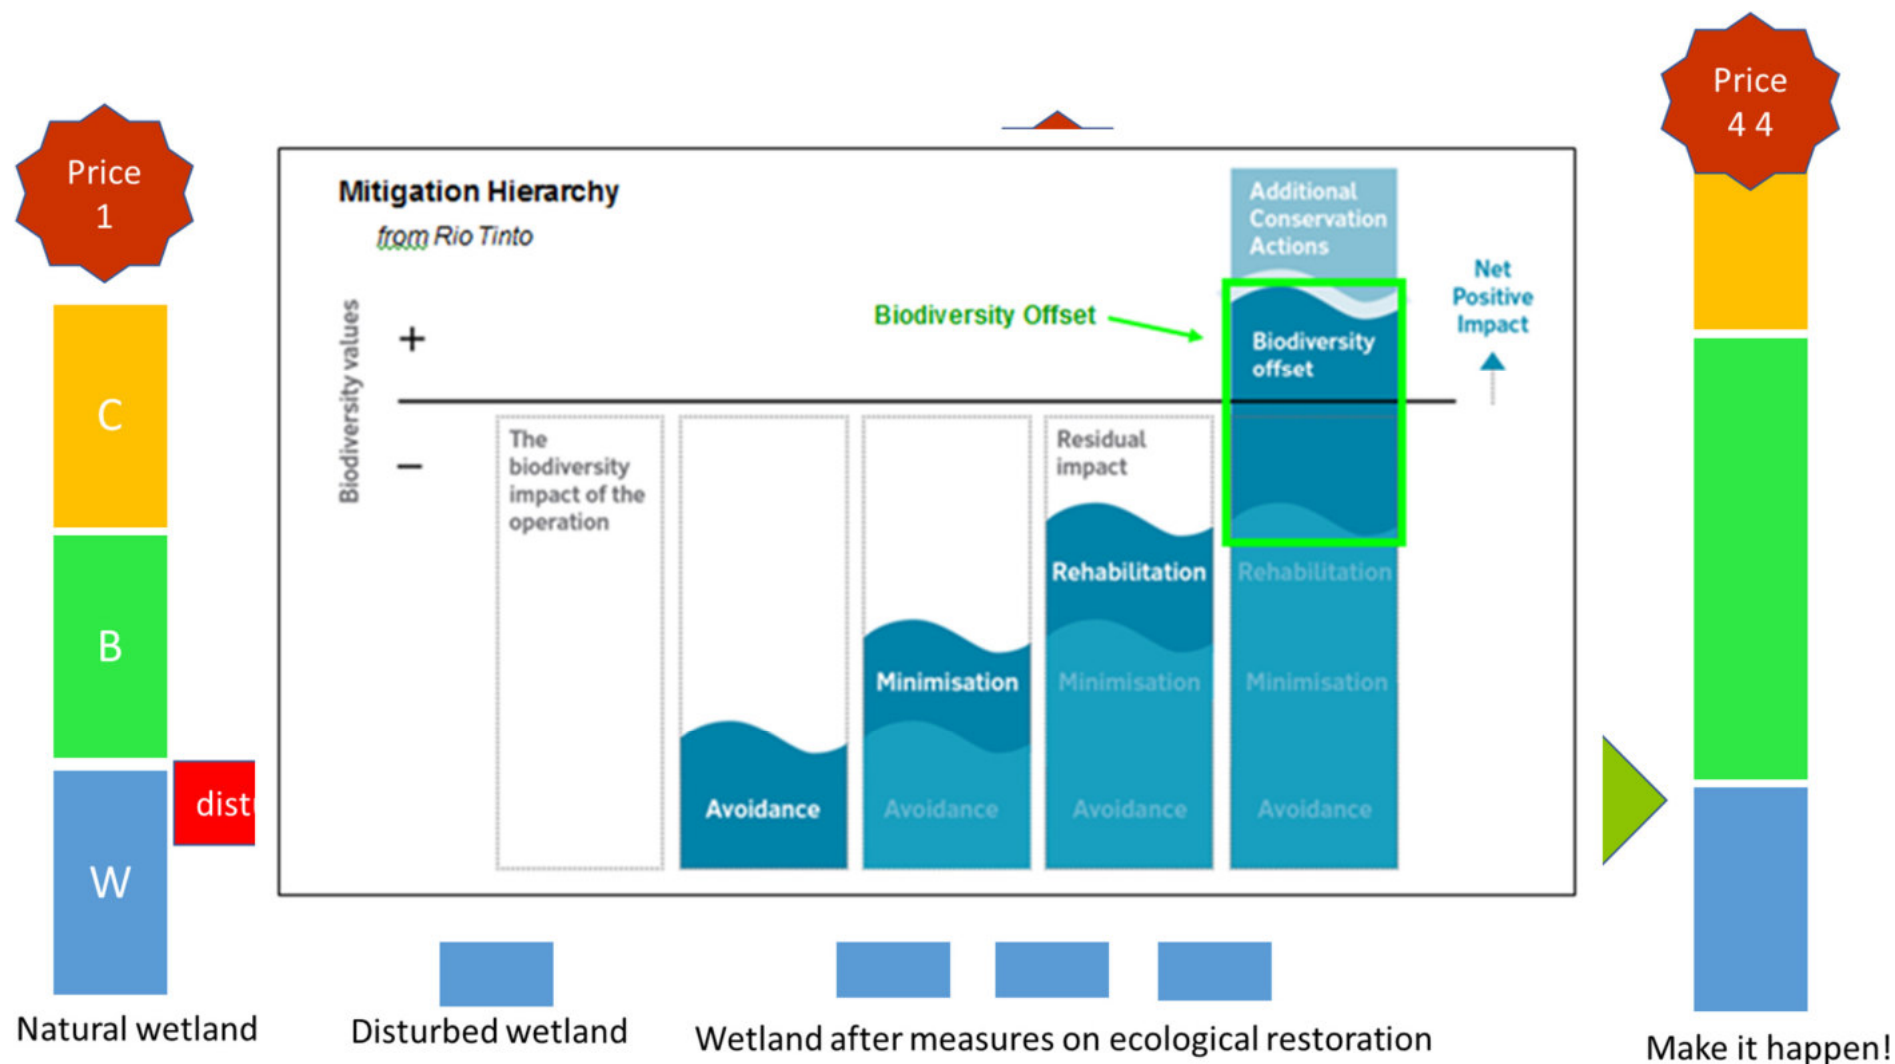 Price
1
Price
4 4
Mitigation Hierarchy
from Rio Tinto
Additional
Conservation
Actions
Net
Positive
Impact
Biodiversity Offset
Biodiversity
offset
Biodiversity values
+
−
The
biodiversity
impact of the
operation
Residual
impact
Rehabilitation
Rehabilitation
Minimisation
Minimisation
Minimisation
Avoidance
Avoidance
Avoidance
Avoidance
C
B
W
Natural wetland
Disturbed wetland
Wetland after measures on ecological restoration
Make it happen!